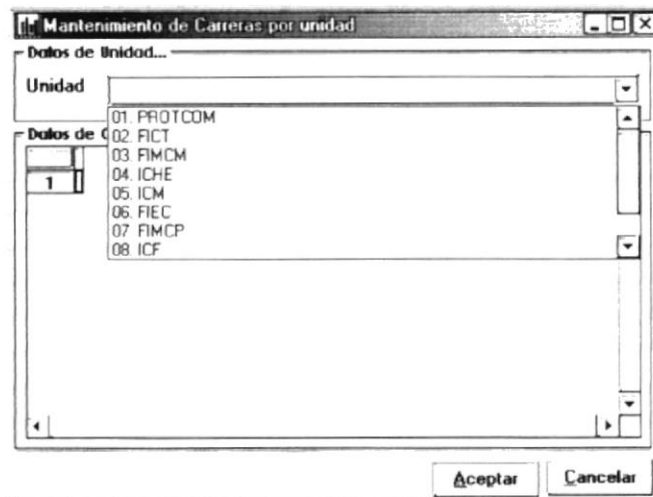 Mantenimiento de Carreras por unidad
Datos de Unidad...
Unidad
01. PROTCOM
Datos de C
02. FICT
03. FIMCM
04. ICHE
1
05. ICM
06. FIEC
07. FIMCP
08. ICF
Aceptar
Cancelar